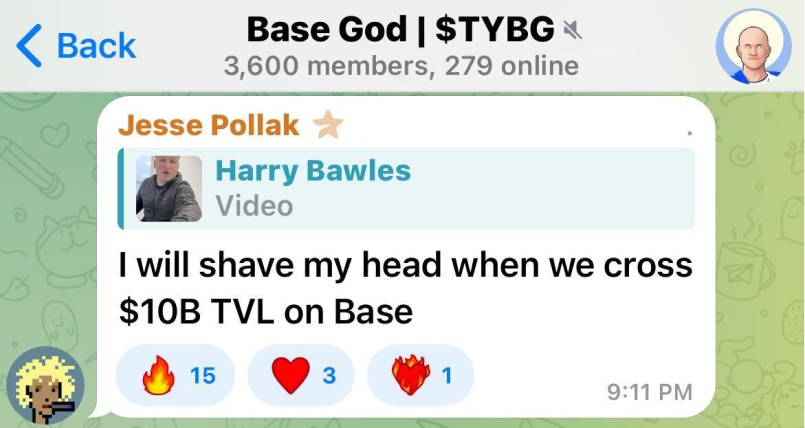 Back
Base God | $TYBG
3,600 members, 279 online
Jesse Pollak
Harry Bawles
Video
I will shave my head when we cross
$10B TVL on Base
15 3 1
9:11 PM